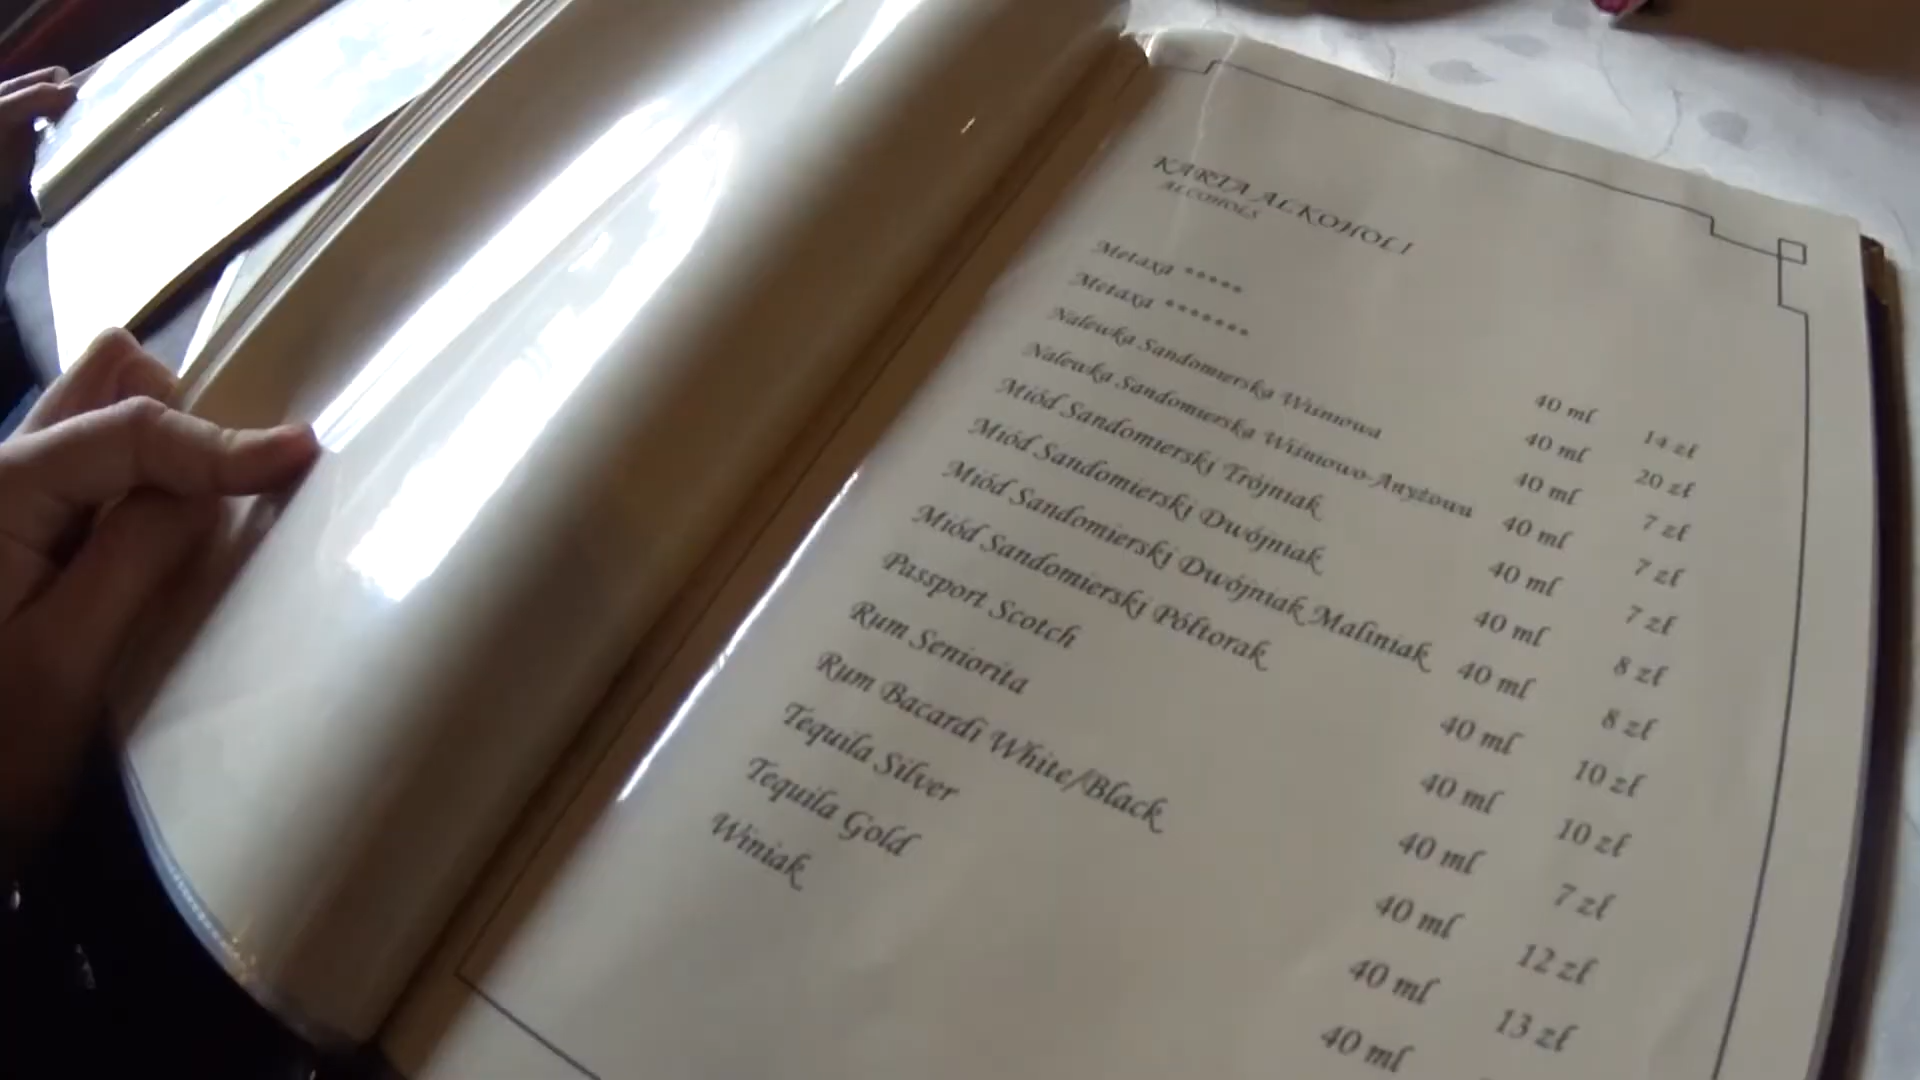 KARTA ALKOHOLI
ALCOHOLS
Metaxa ***** 40 ml 14 zł
Metaxa ******* 40 ml 20 zł
Nalewka Sandomierska Wiśniowa 40 ml 7 zł
Nalewka Sandomierska Wiśniowo-Anyżowa 40 ml 7 zł
Miód Sandomierski Trójniak 40 ml 7 zł
Miód Sandomierski Dwójniak 40 ml 8 zł
Miód Sandomierski Dwójniak Maliniak 40 ml 8 zł
Miód Sandomierski Półtorak 40 ml 10 zł
Passport Scotch 40 ml 10 zł
Rum Seniorita 40 ml 7 zł
Rum Bacardi White/Black 40 ml 12 zł
Tequila Silver 40 ml 13 zł
Tequila Gold 40 ml
Winiak